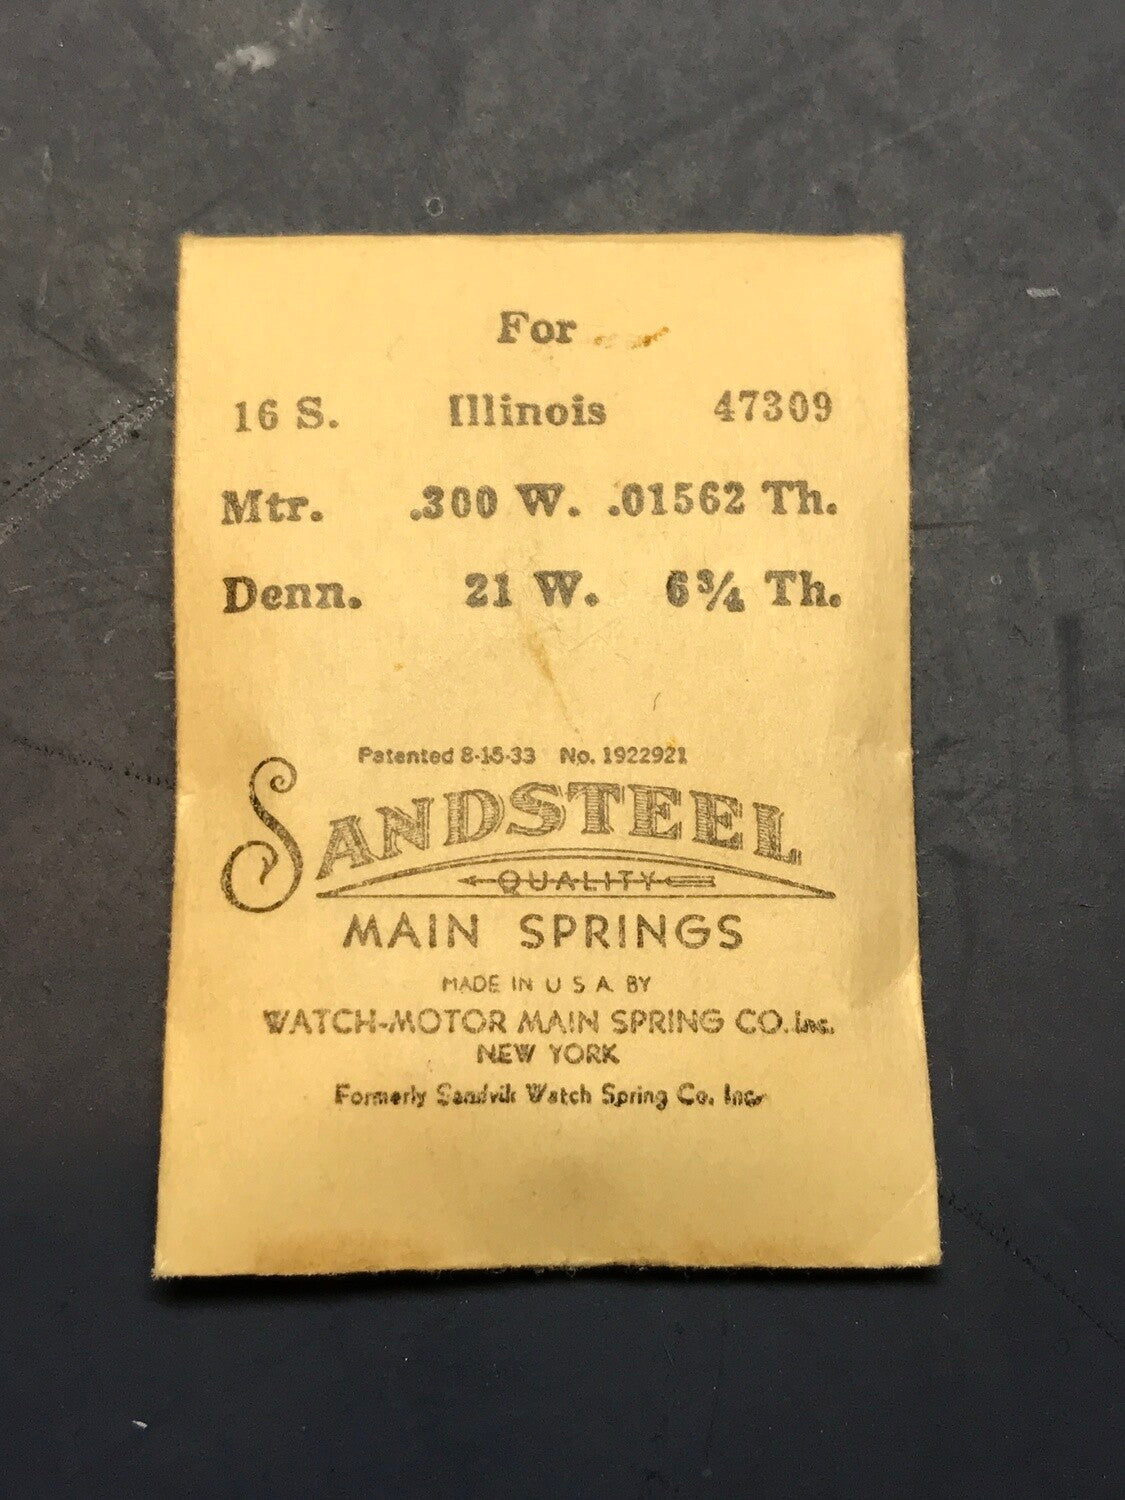 For
16 S. Illinois 47309
Mtr. .300 W. .01562 Th.
Denn. 21 W. 6¾ Th.
Patented 8-15-33 No. 1922921
SANDSTEEL
QUALITY
MAIN SPRINGS
MADE IN U S A BY
WATCH-MOTOR MAIN SPRING CO. Inc.
NEW YORK
Formerly Sandvik Watch Spring Co. Inc.